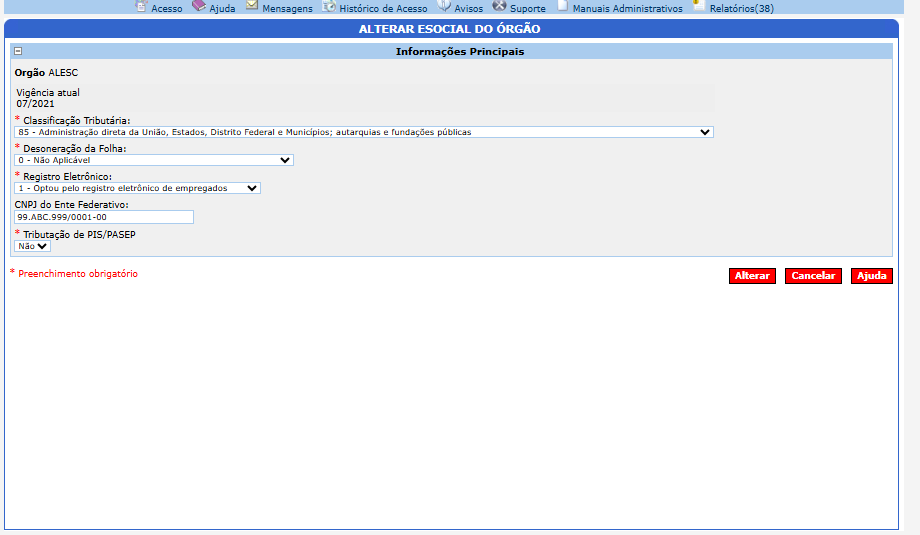 Acesso Ajuda Mensagens Histórico de Acesso Avisos Suporte Manuais Administrativos Relatórios(38)
ALTERAR ESOCIAL DO ÓRGÃO
Informações Principais
Orgão ALESC
Vigência atual
07/2021
* Classificação Tributária:
85 - Administração direta da União, Estados, Distrito Federal e Municípios; autarquias e fundações públicas
* Desoneração da Folha:
0 - Não Aplicável
* Registro Eletrônico:
1 - Optou pelo registro eletrônico de empregados
CNPJ do Ente Federativo:
99.ABC.999/0001-00
* Tributação de PIS/PASEP
Não
* Preenchimento obrigatório
Alterar Cancelar Ajuda